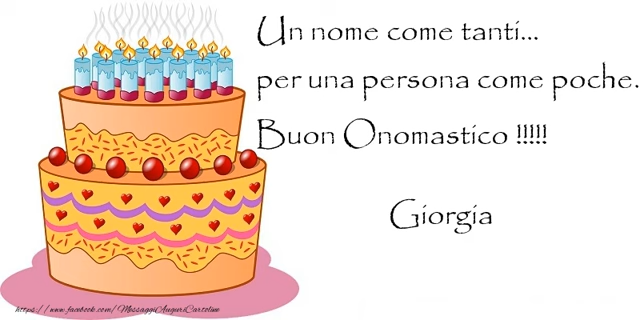 Un nome come tanti...
per una persona come poche.
Buon Onomastico !!!!!
Giorgia
https://www.facebook.com/MessaggiAuguriCartoline